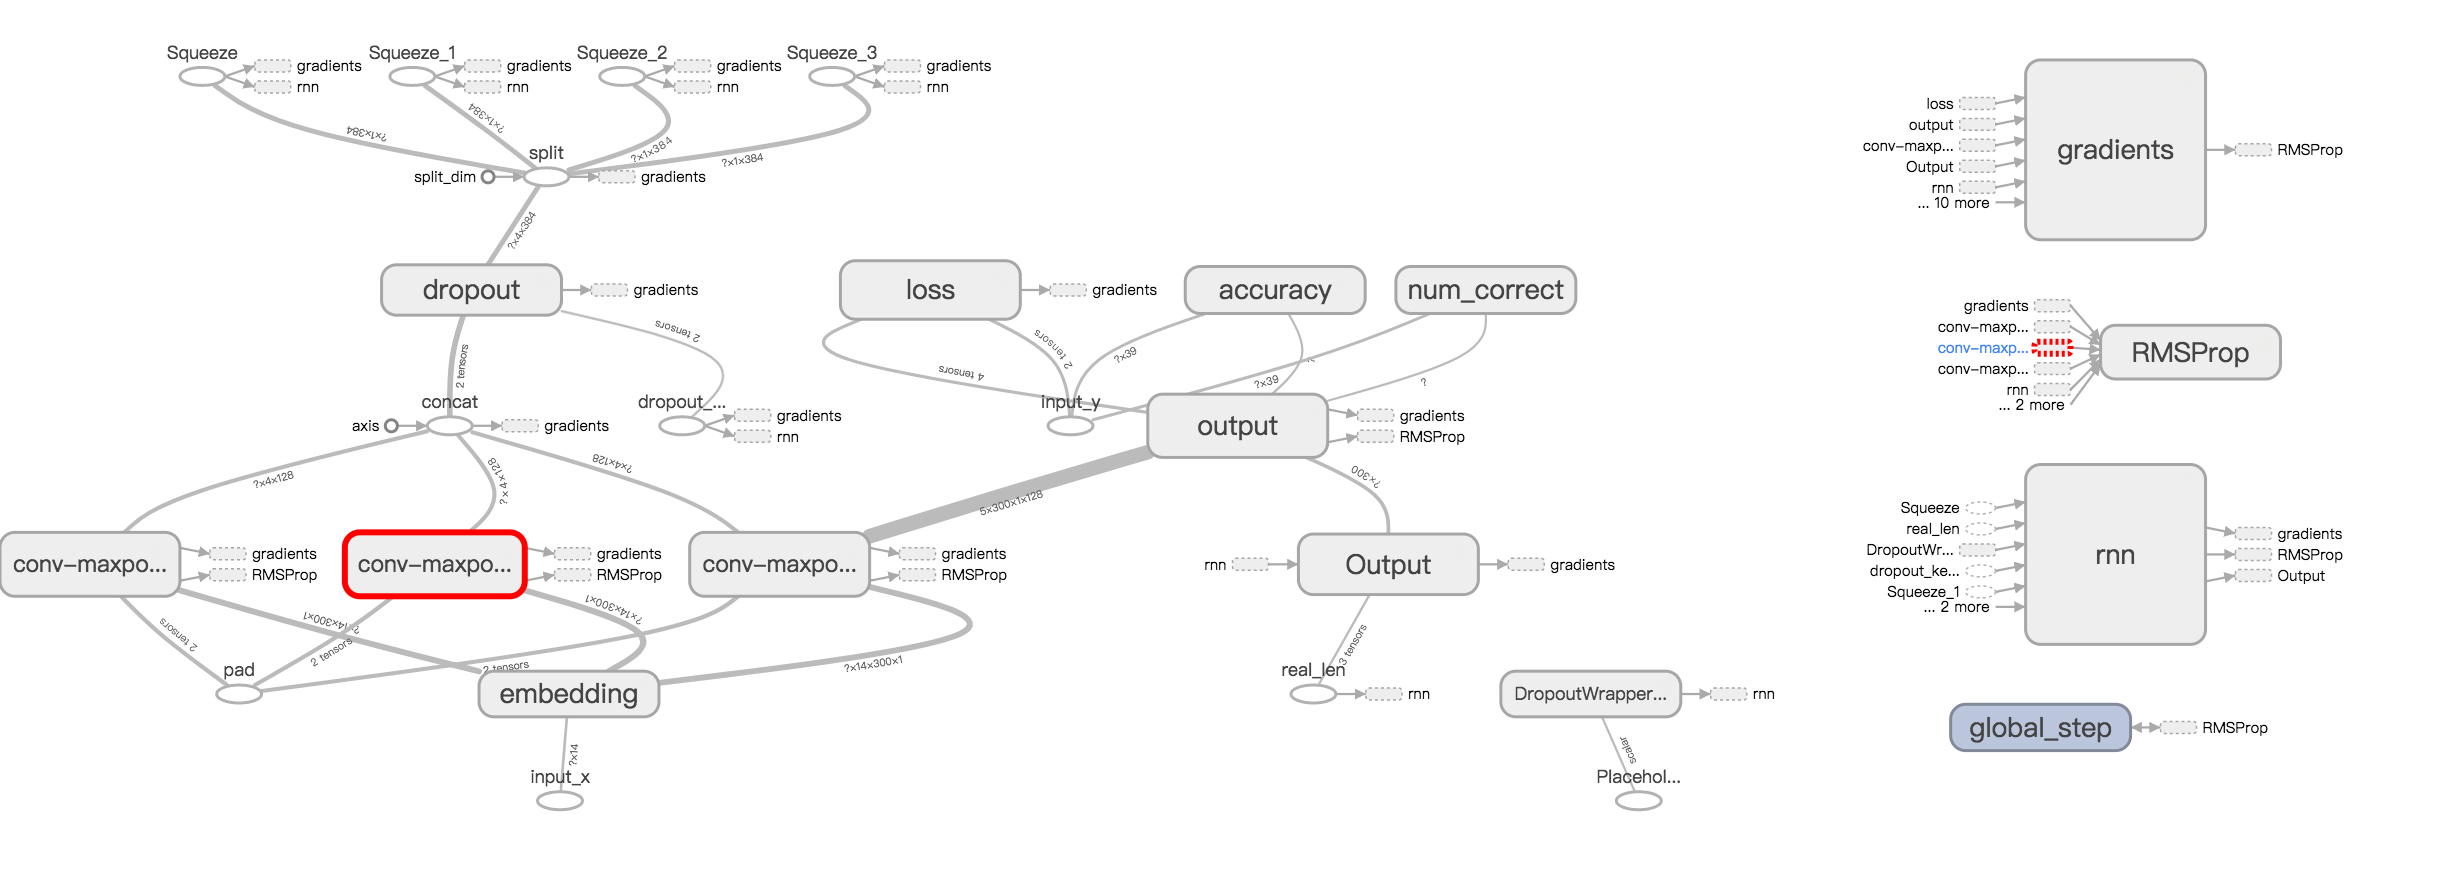 Squeeze
gradients
rnn
Squeeze_1
gradients
rnn
Squeeze_2
gradients
rnn
Squeeze_3
gradients
rnn
?x1x384
?x1x384
?x1x384
?x1x384
split
split_dim
gradients
?x4x384
dropout
gradients
2 tensors
2 tensors
concat
axis
gradients
dropout_...
gradients
rnn
?x4x128
?x4x128
?x4x128
loss
gradients
accuracy
num_correct
4 tensors
2 tensors
?x39
?x39
?
input_y
output
gradients
RMSProp
5x300x1x128
?x300
conv-maxpo...
gradients
RMSProp
conv-maxpo...
gradients
RMSProp
conv-maxpo...
gradients
RMSProp
rnn
Output
gradients
2 tensors
?x14x300x1
2 tensors
?x14x300x1
2 tensors
?x14x300x1
pad
embedding
?x14
input_x
3 tensors
real_len
rnn
DropoutWrapper...
rnn
scalar
Placehol...
loss
output
conv-maxp...
Output
rnn
... 10 more
gradients
RMSProp
gradients
conv-maxp...
conv-maxp...
conv-maxp...
rnn
... 2 more
RMSProp
Squeeze
real_len
DropoutWr...
dropout_ke...
Squeeze_1
... 2 more
rnn
gradients
RMSProp
Output
global_step
RMSProp